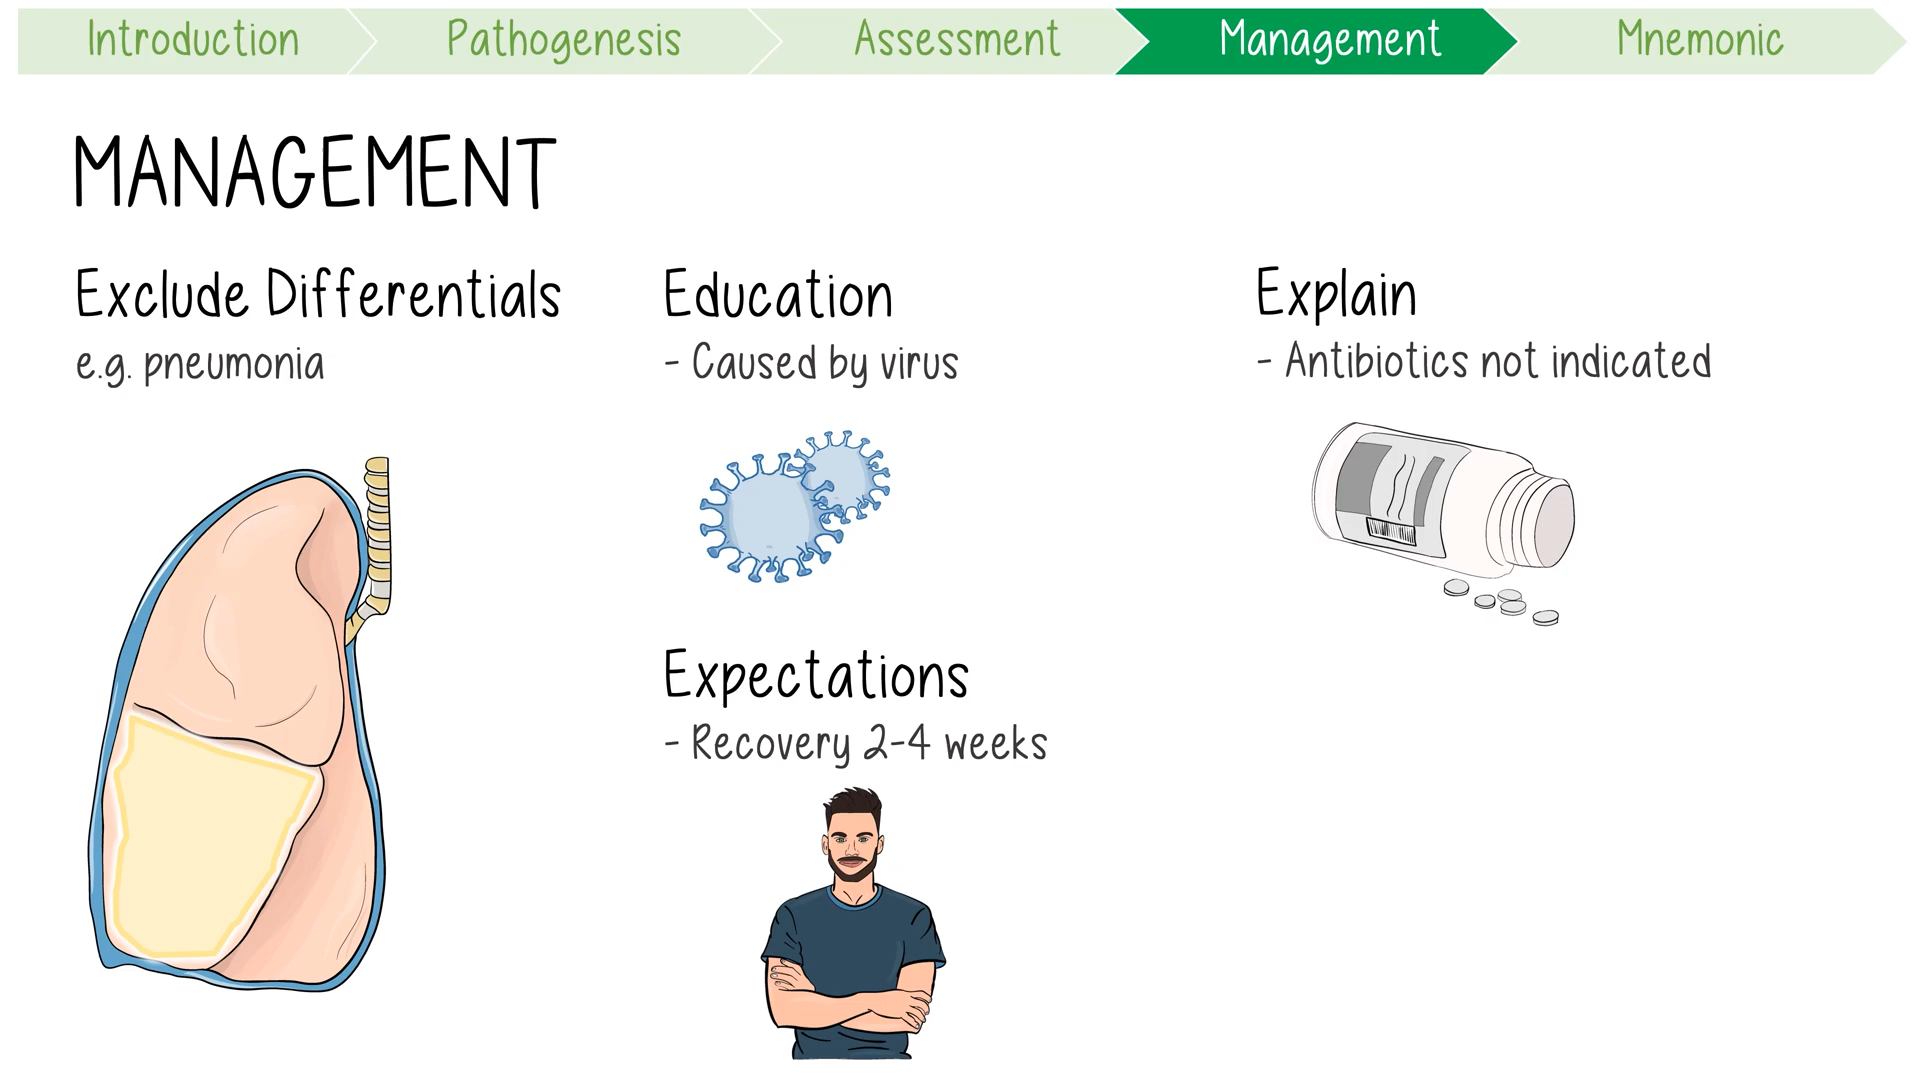 Introduction
Pathogenesis
Assessment
Management
Mnemonic
MANAGEMENT
Exclude Differentials
e.g. pneumonia
Education
- Caused by virus
Expectations
- Recovery 2-4 weeks
Explain
- Antibiotics not indicated